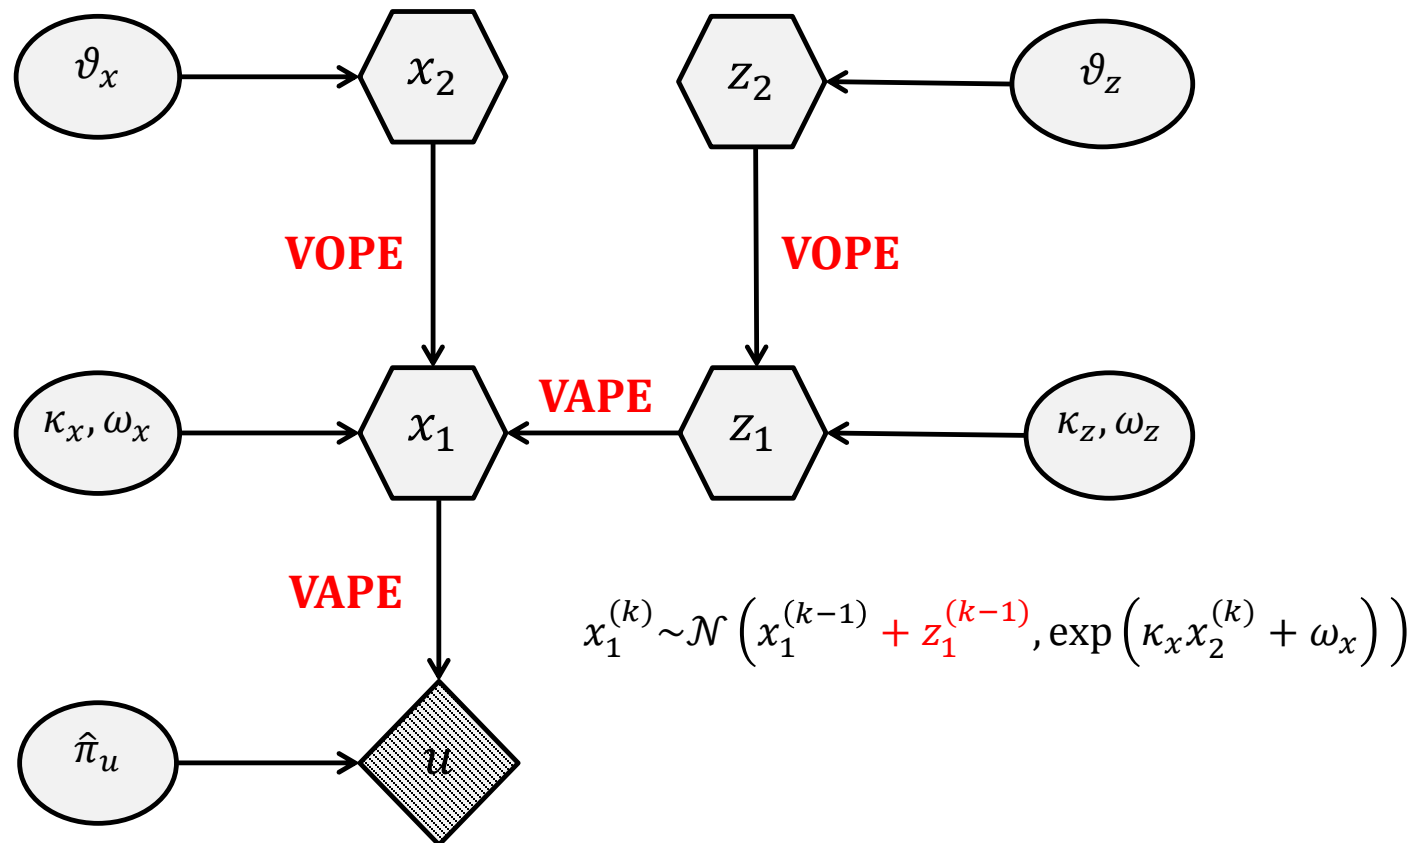 ϑ_x x_2 z_2 ϑ_z
VOPE VOPE
κ_x, ω_x x_1 VAPE z_1 κ_z, ω_z
VAPE
x_1^{(k)} ~ 𝒩 ( x_1^{(k−1)} + z_1^{(k−1)}, exp ( κ_x x_2^{(k)} + ω_x ) )
π̂_u u